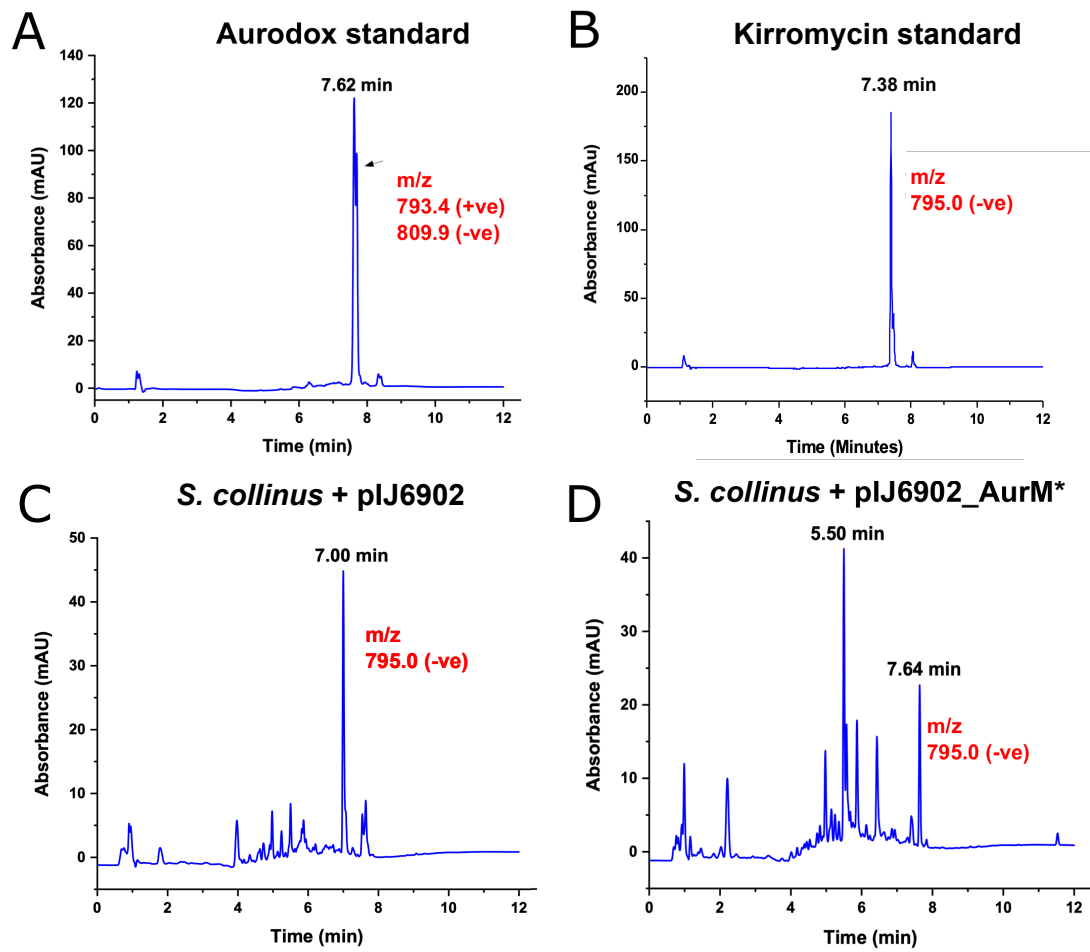 A
Aurodox standard
140
120
100
80
60
40
20
0
Absorbance (mAU)
7.62 min
m/z
793.4 (+ve)
809.9 (-ve)
0 2 4 6 8 10 12
Time (min)
B
Kirromycin standard
200
150
100
50
0
Absorbance (mAu)
7.38 min
m/z
795.0 (-ve)
0 2 4 6 8 10 12
Time (Minutes)
C
S. collinus + pIJ6902
50
40
30
20
10
0
Absorbance (mAU)
7.00 min
m/z
795.0 (-ve)
0 2 4 6 8 10 12
Time (min)
D
S. collinus + pIJ6902_AurM*
40
30
20
10
0
Absorbance (mAU)
5.50 min
7.64 min
m/z
795.0 (-ve)
0 2 4 6 8 10 12
Time (min)